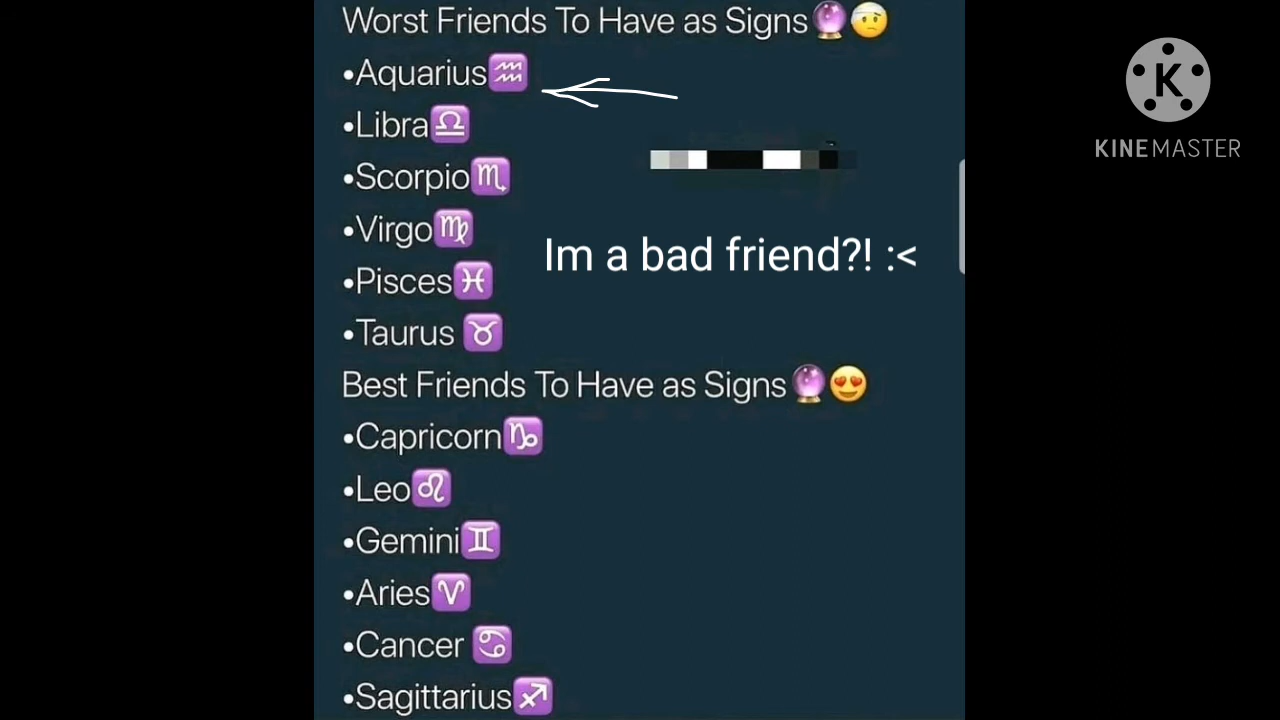 Worst Friends To Have as Signs🔮🤕
•Aquarius♒
•Libra♎
•Scorpio♏
•Virgo♍
•Pisces♓
•Taurus ♉
Im a bad friend?! :<
Best Friends To Have as Signs🔮😍
•Capricorn♑
•Leo♌
•Gemini♊
•Aries♈
•Cancer ♋
•Sagittarius♐
K
KINEMASTER